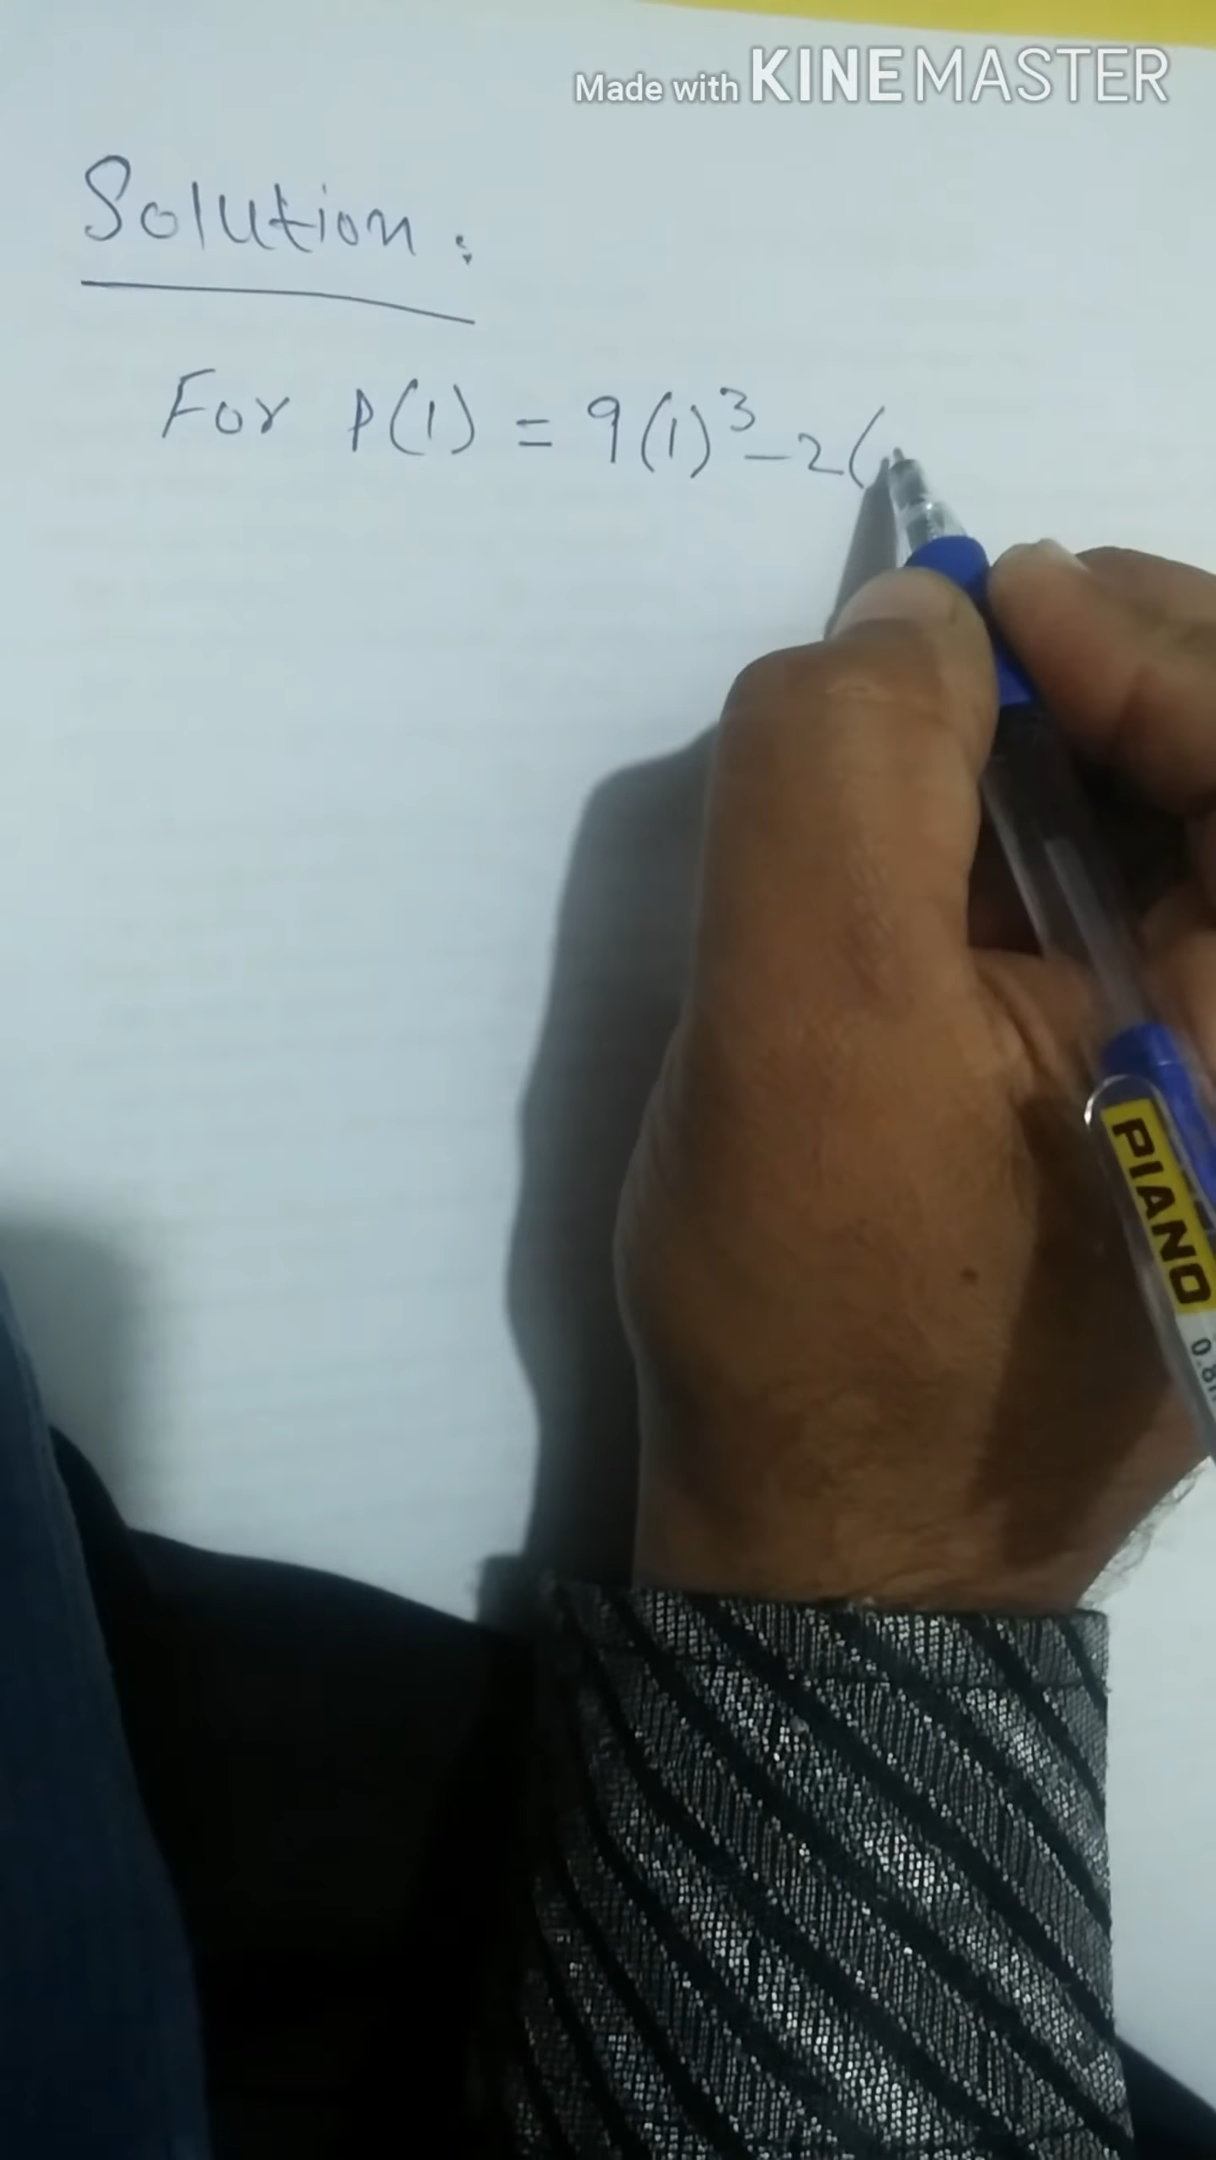 Made with KINEMASTER
Solution :
For P(1) = 9(1)³-2(
PIANO